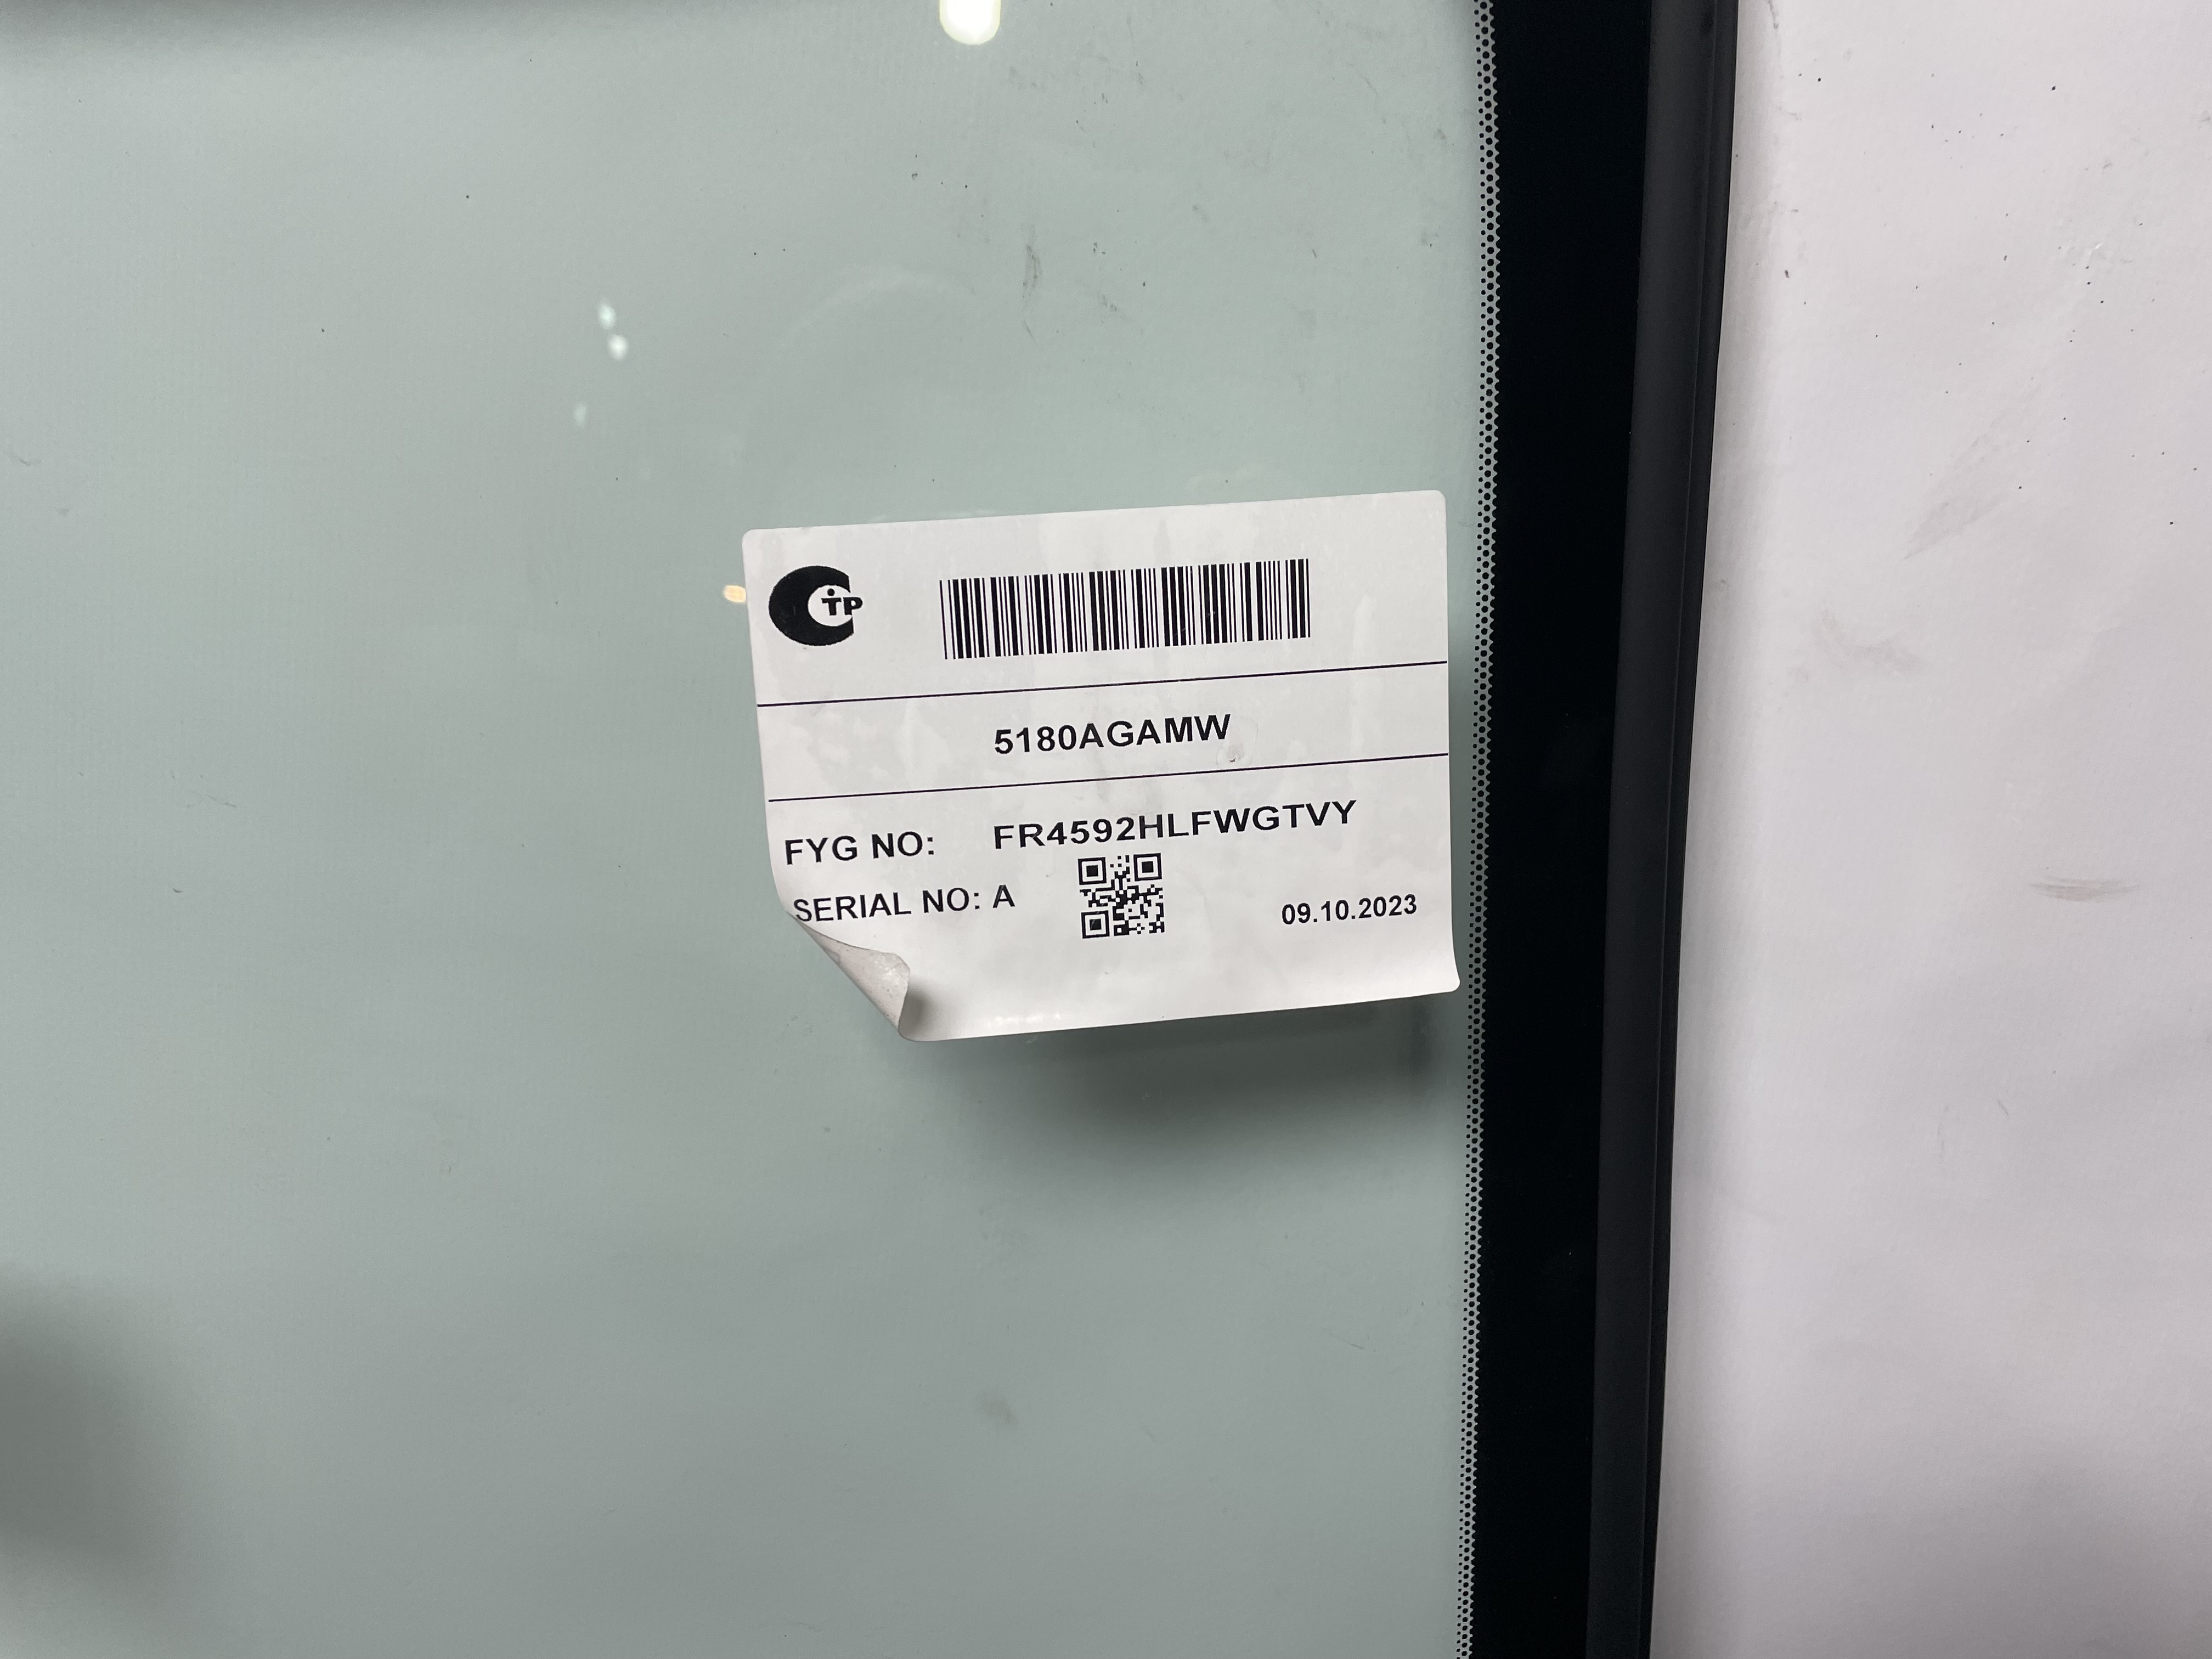 TP
5180AGAMW
FYG NO: FR4592HLFWGTVY
SERIAL NO: A
09.10.2023